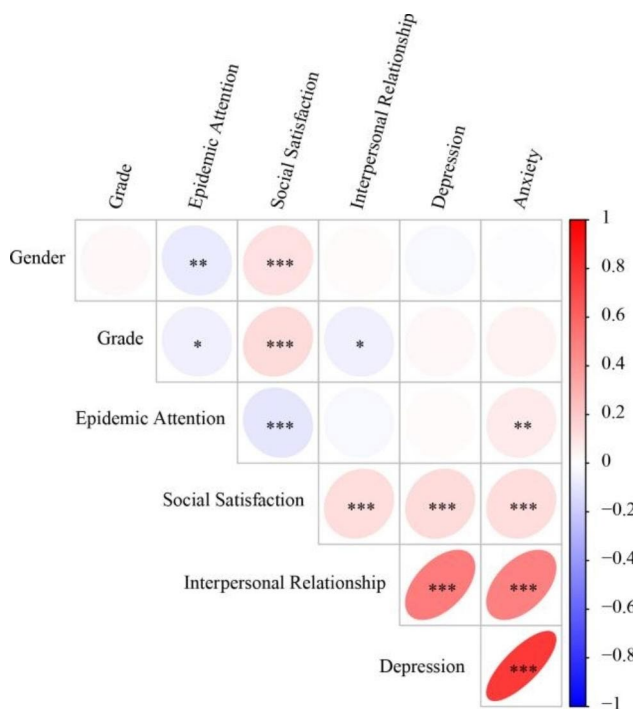 Grade
Epidemic Attention
Social Satisfaction
Interpersonal Relationship
Depression
Anxiety
Gender
** ***
Grade
* *** *
Epidemic Attention
*** **
Social Satisfaction
*** *** ***
Interpersonal Relationship
*** ***
Depression
***
1
0.8
0.6
0.4
0.2
0
−0.2
−0.4
−0.6
−0.8
−1